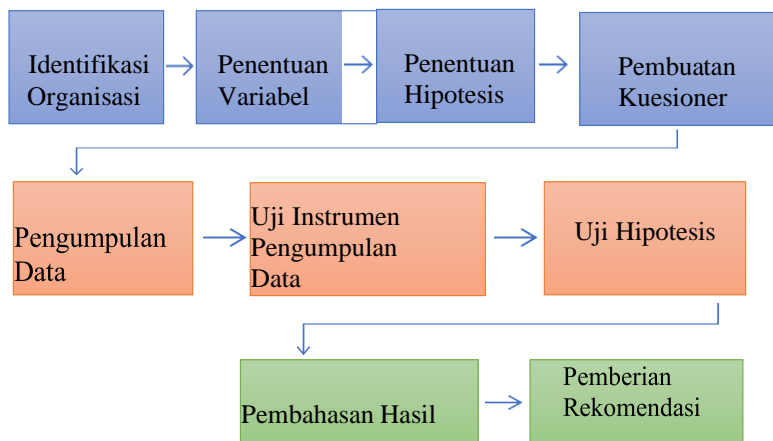 Identifikasi
Organisasi
Penentuan
Variabel
Penentuan
Hipotesis
Pembuatan
Kuesioner
Pengumpulan
Data
Uji Instrumen
Pengumpulan
Data
Uji Hipotesis
Pembahasan Hasil
Pemberian
Rekomendasi